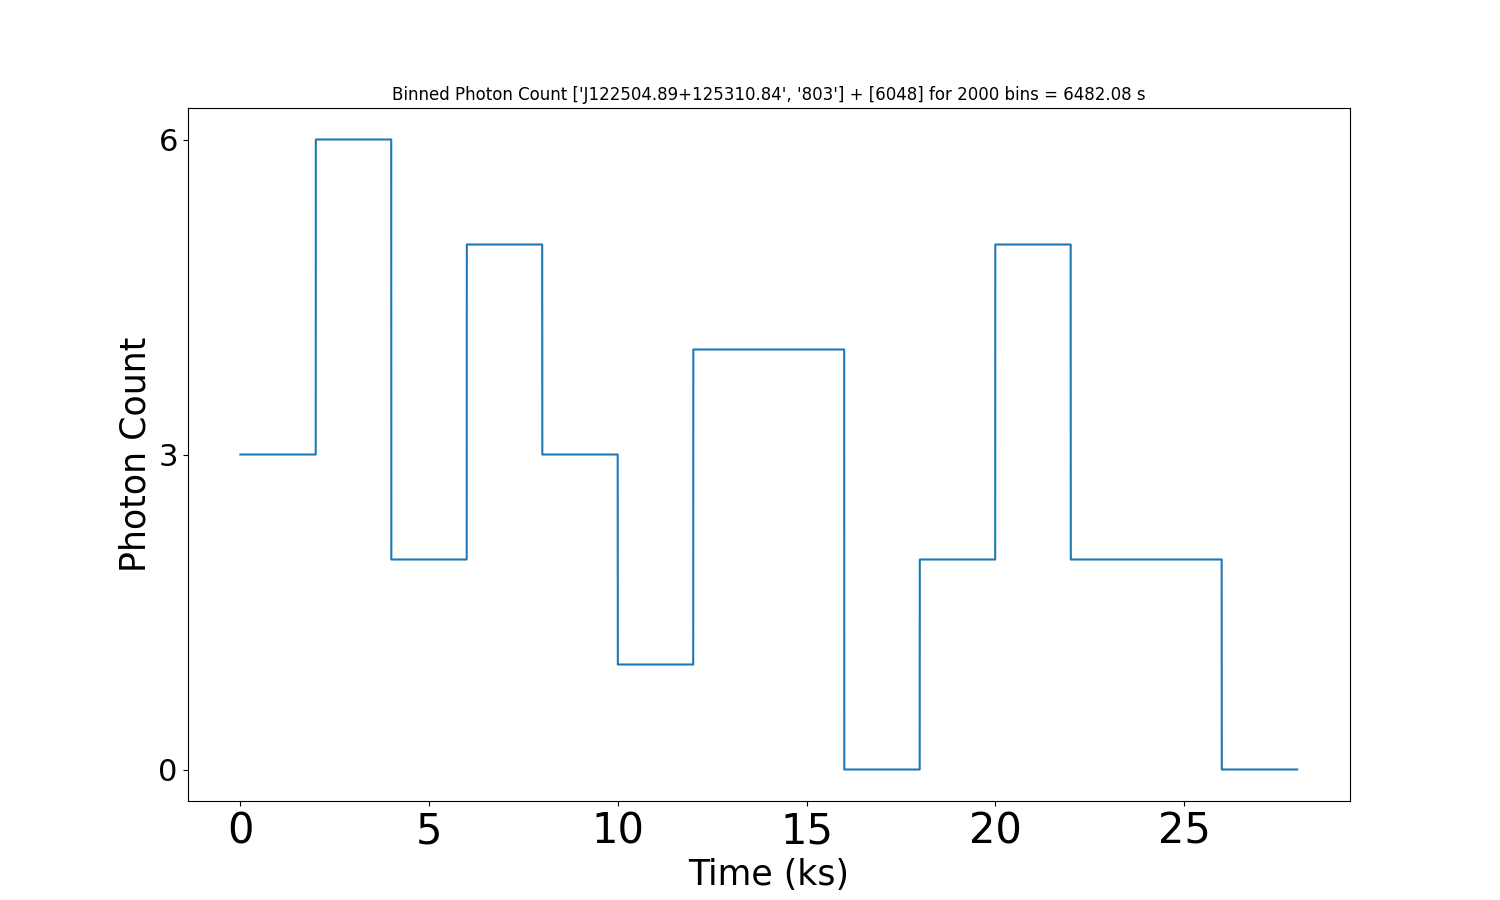 Binned Photon Count ['J122504.89+125310.84', '803'] + [6048] for 2000 bins = 6482.08 s
6
3
0
Photon Count
0 5 10 15 20 25
Time (ks)